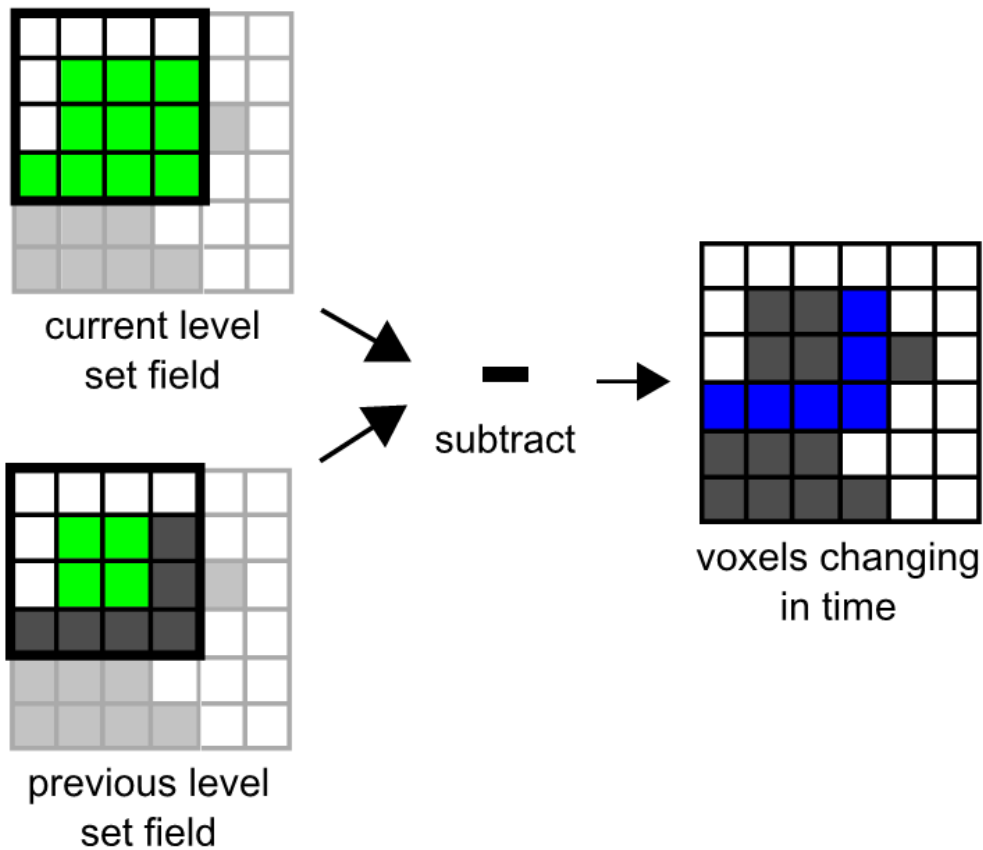 current level
set field
subtract
previous level
set field
voxels changing
in time